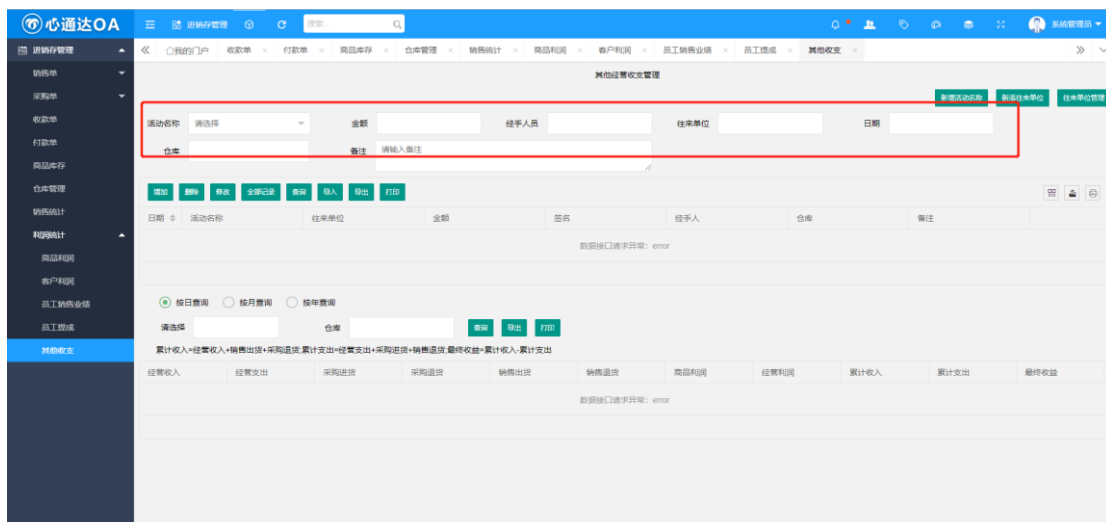 心通达OA 进销存管理 搜索... 系统管理员
进销存管理 我的门户 收款单 付款单 商品库存 仓库管理 销售统计 商品利润 客户利润 员工销售业绩 员工提成 其他收支
销售单
采购单
收款单
付款单
商品库存
仓库管理
销售统计
利润统计
商品利润
客户利润
员工销售业绩
员工提成
其他收支
其他经营收支管理
新增活动名称 新添往来单位 往来单位管理
活动名称 请选择 金额 经手人员 往来单位 日期
仓库 备注 请输入备注
增加 删除 修改 全部记录 查询 导入 导出 打印
日期 活动名称 往来单位 金额 签名 经手人 仓库 备注
数据接口请求异常：error
按日查询 按月查询 按年查询
请选择 仓库 查询 导出 打印
累计收入=经营收入+销售出货+采购退货;累计支出=经营支出+采购进货+销售退货;最终收益=累计收入-累计支出
经营收入 经营支出 采购进货 采购退货 销售出货 销售退货 商品利润 经营利润 累计收入 累计支出 最终收益
数据接口请求异常：error